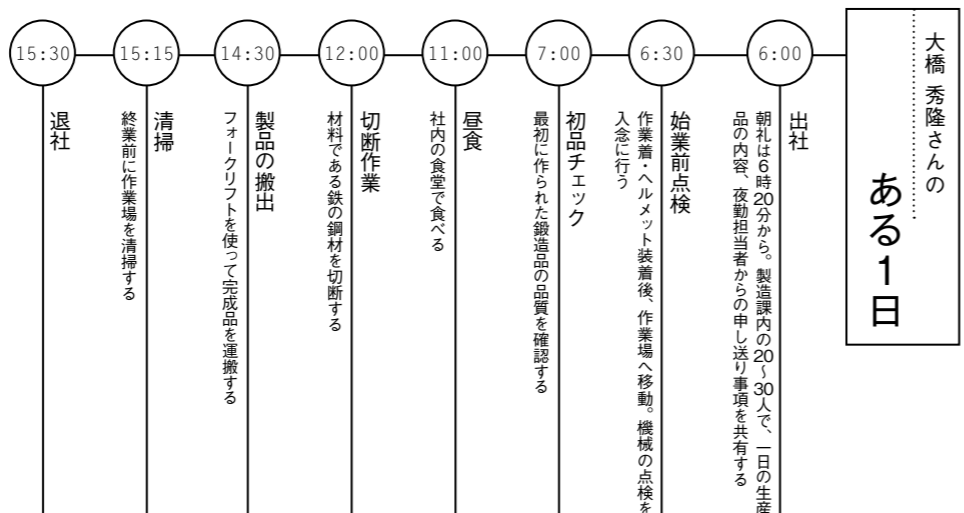 大橋 秀隆さんの
ある1日
6:00
出社
朝礼は6時20分から。製造課内の20～30人で、一日の生産
品の内容、夜勤担当者からの申し送り事項を共有する
6:30
始業前点検
作業着・ヘルメット装着後、作業場へ移動。機械の点検を
入念に行う
7:00
初品チェック
最初に作られた鍛造品の品質を確認する
11:00
昼食
社内の食堂で食べる
12:00
切断作業
材料である鉄の鋼材を切断する
14:30
製品の搬出
フォークリフトを使って完成品を運搬する
15:15
清掃
終業前に作業場を清掃する
15:30
退社